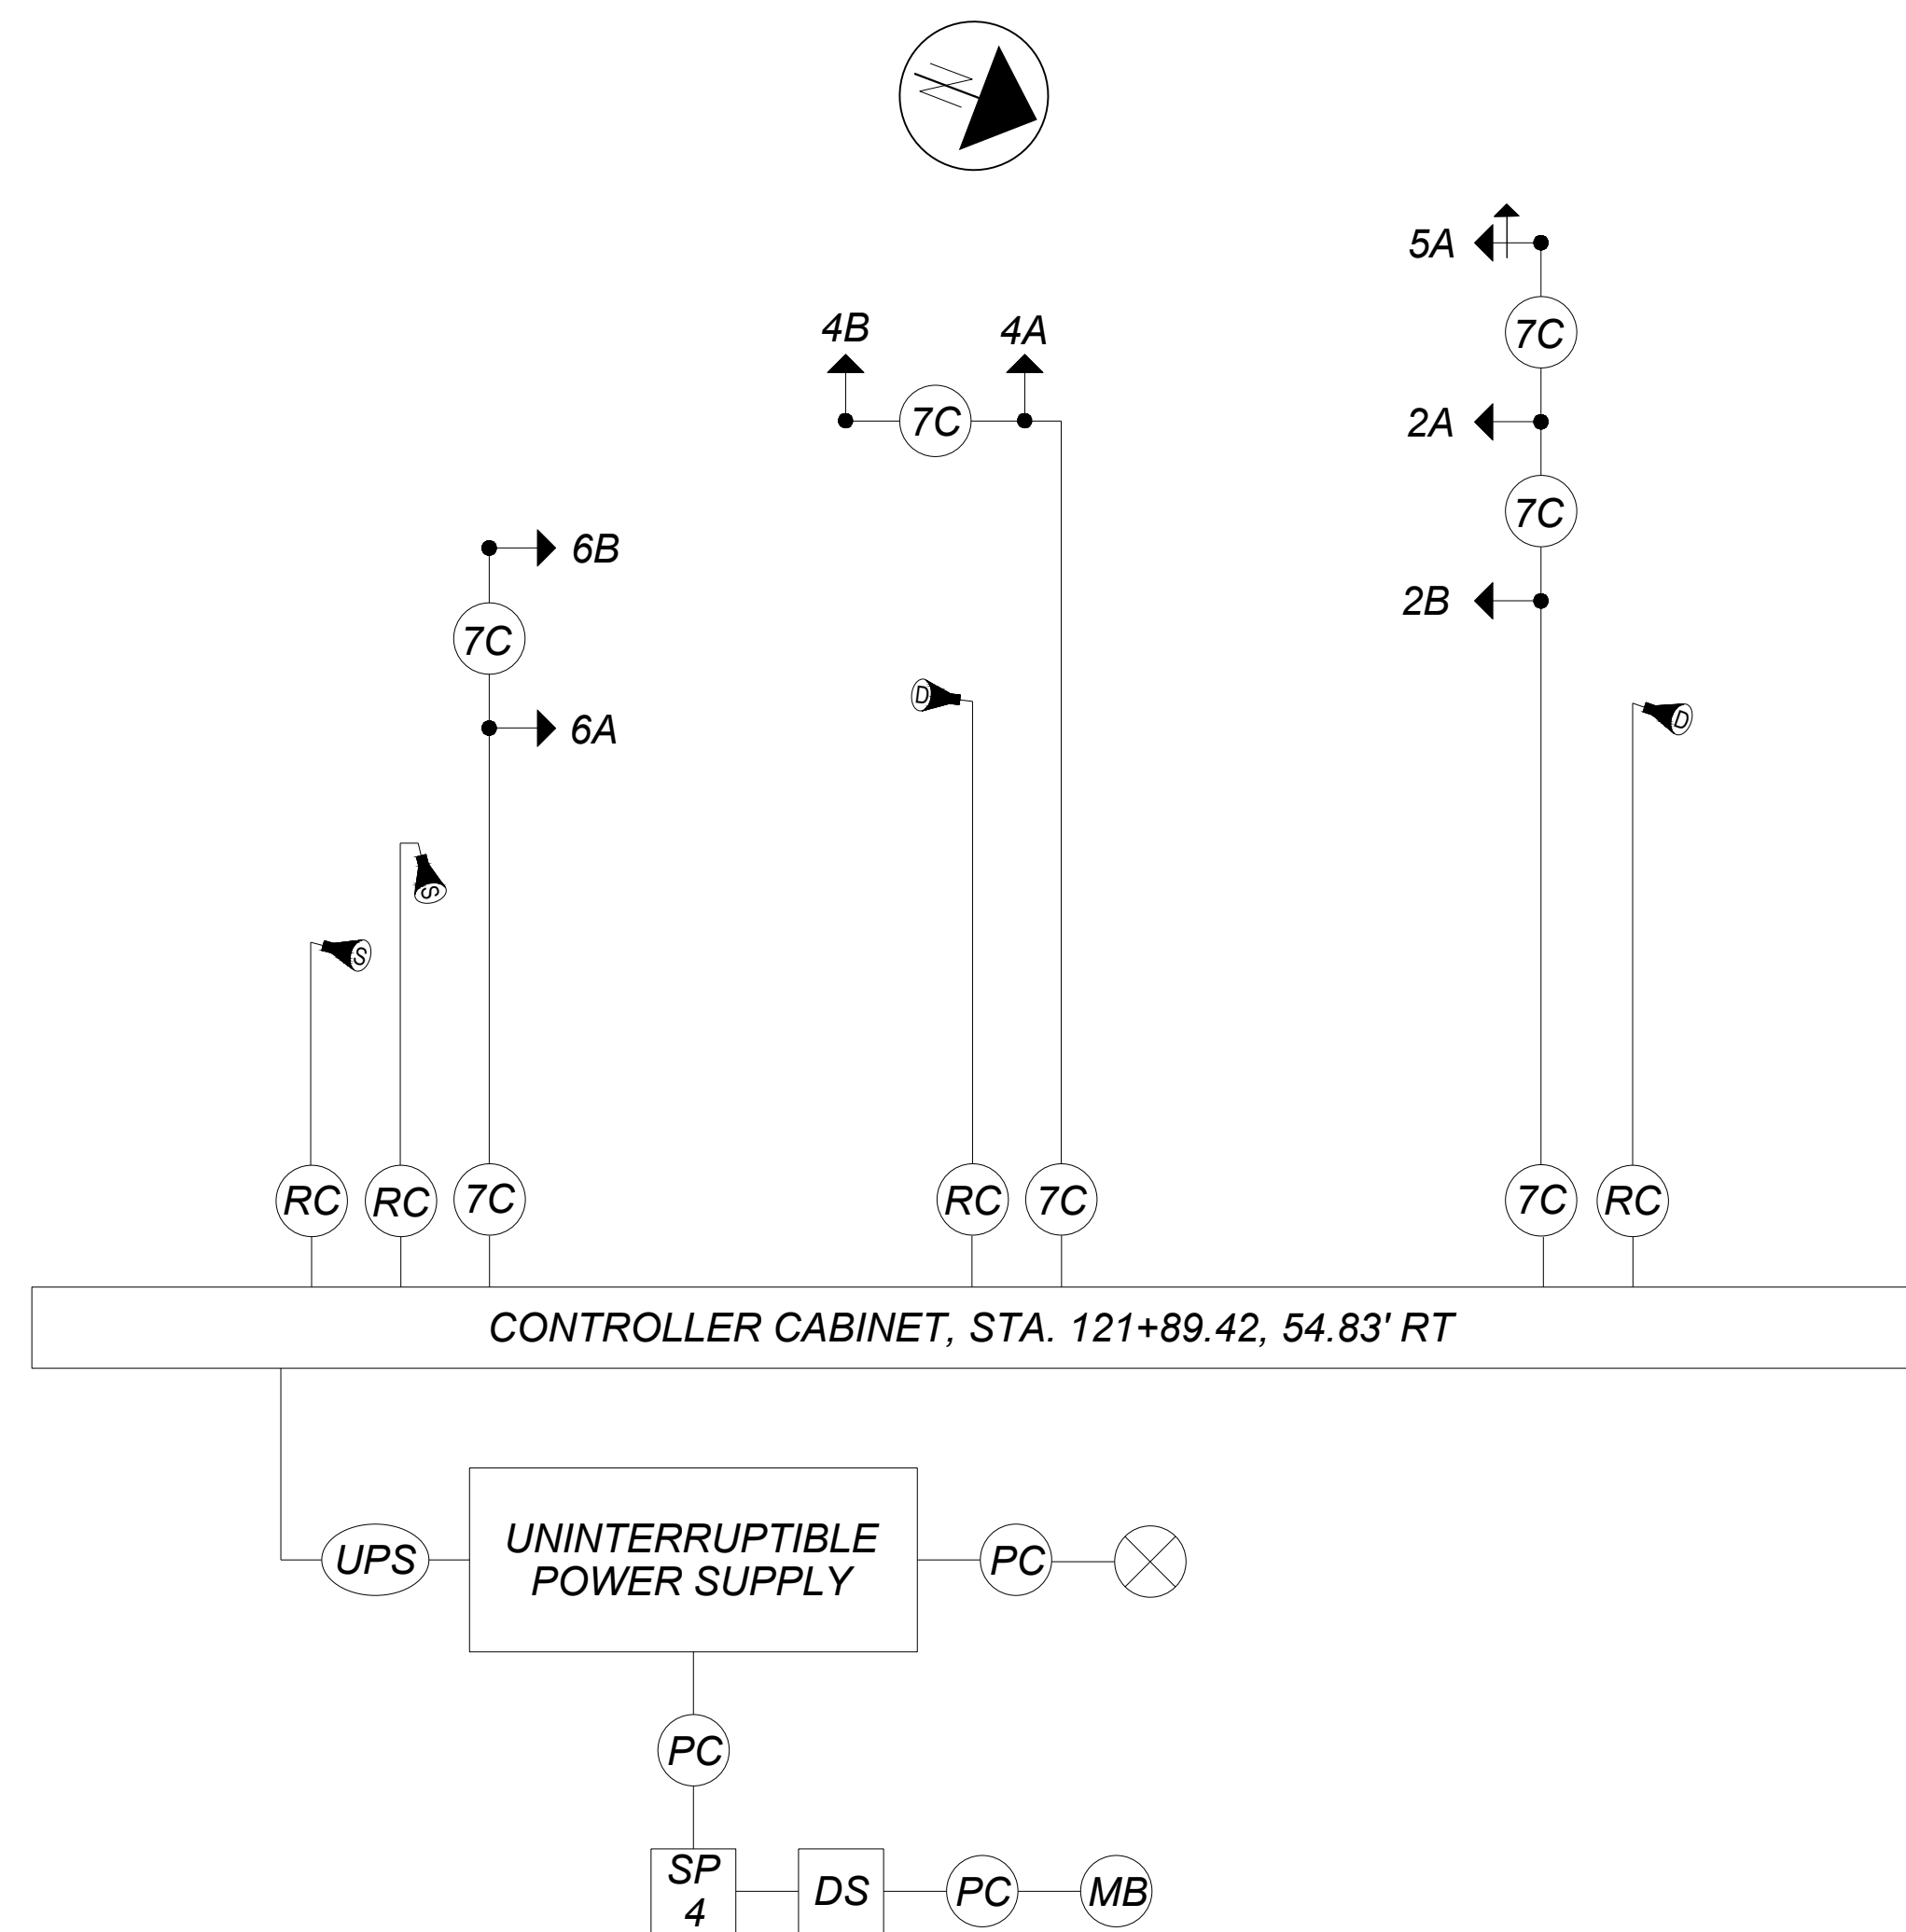 5A
4B
4A
7C
7C
2A
7C
6B
2B
7C
D
D
6A
S
S
RC
RC
7C
RC
7C
7C
RC
CONTROLLER CABINET, STA. 121+89.42, 54.83' RT
UNINTERRUPTIBLE
POWER SUPPLY
UPS
PC
PC
SP
4
DS
PC
MB